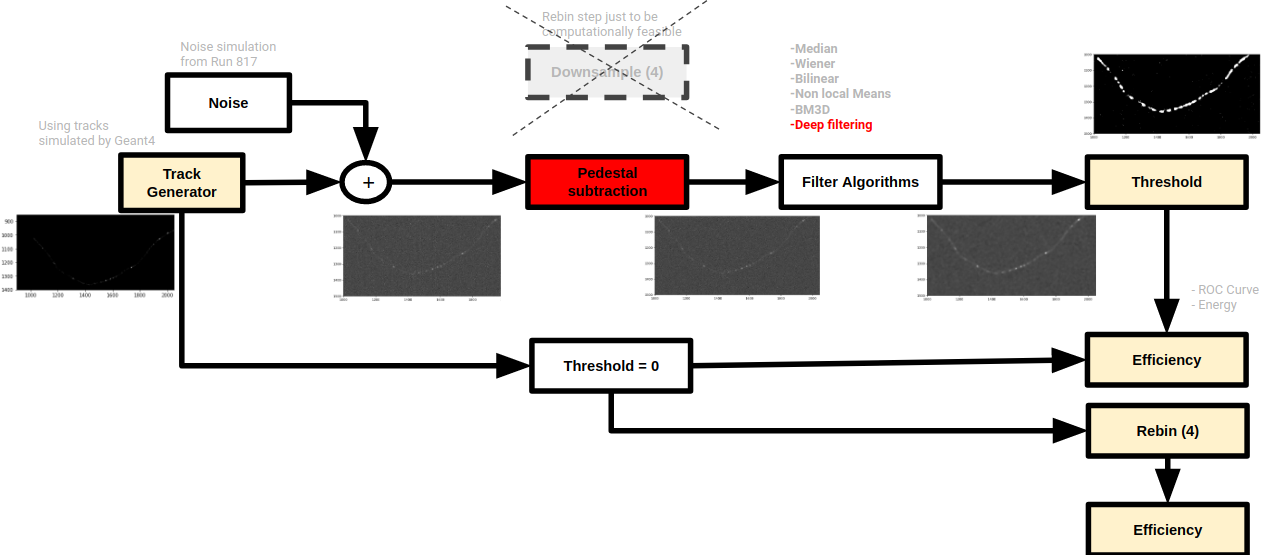 Rebin step just to be
computationally feasible
Downsample (4)
Noise simulation
from Run 817
Noise
-Median
-Wiener
-Bilinear
-Non local Means
-BM3D
-Deep filtering
Using tracks
simulated by Geant4
Track
Generator
+
Pedestal
subtraction
Filter Algorithms
Threshold
900
1000
1100
1200
1300
1400
1000 1200 1400 1600 1800 2000
- ROC Curve
- Energy
Threshold = 0
Efficiency
Rebin (4)
Efficiency